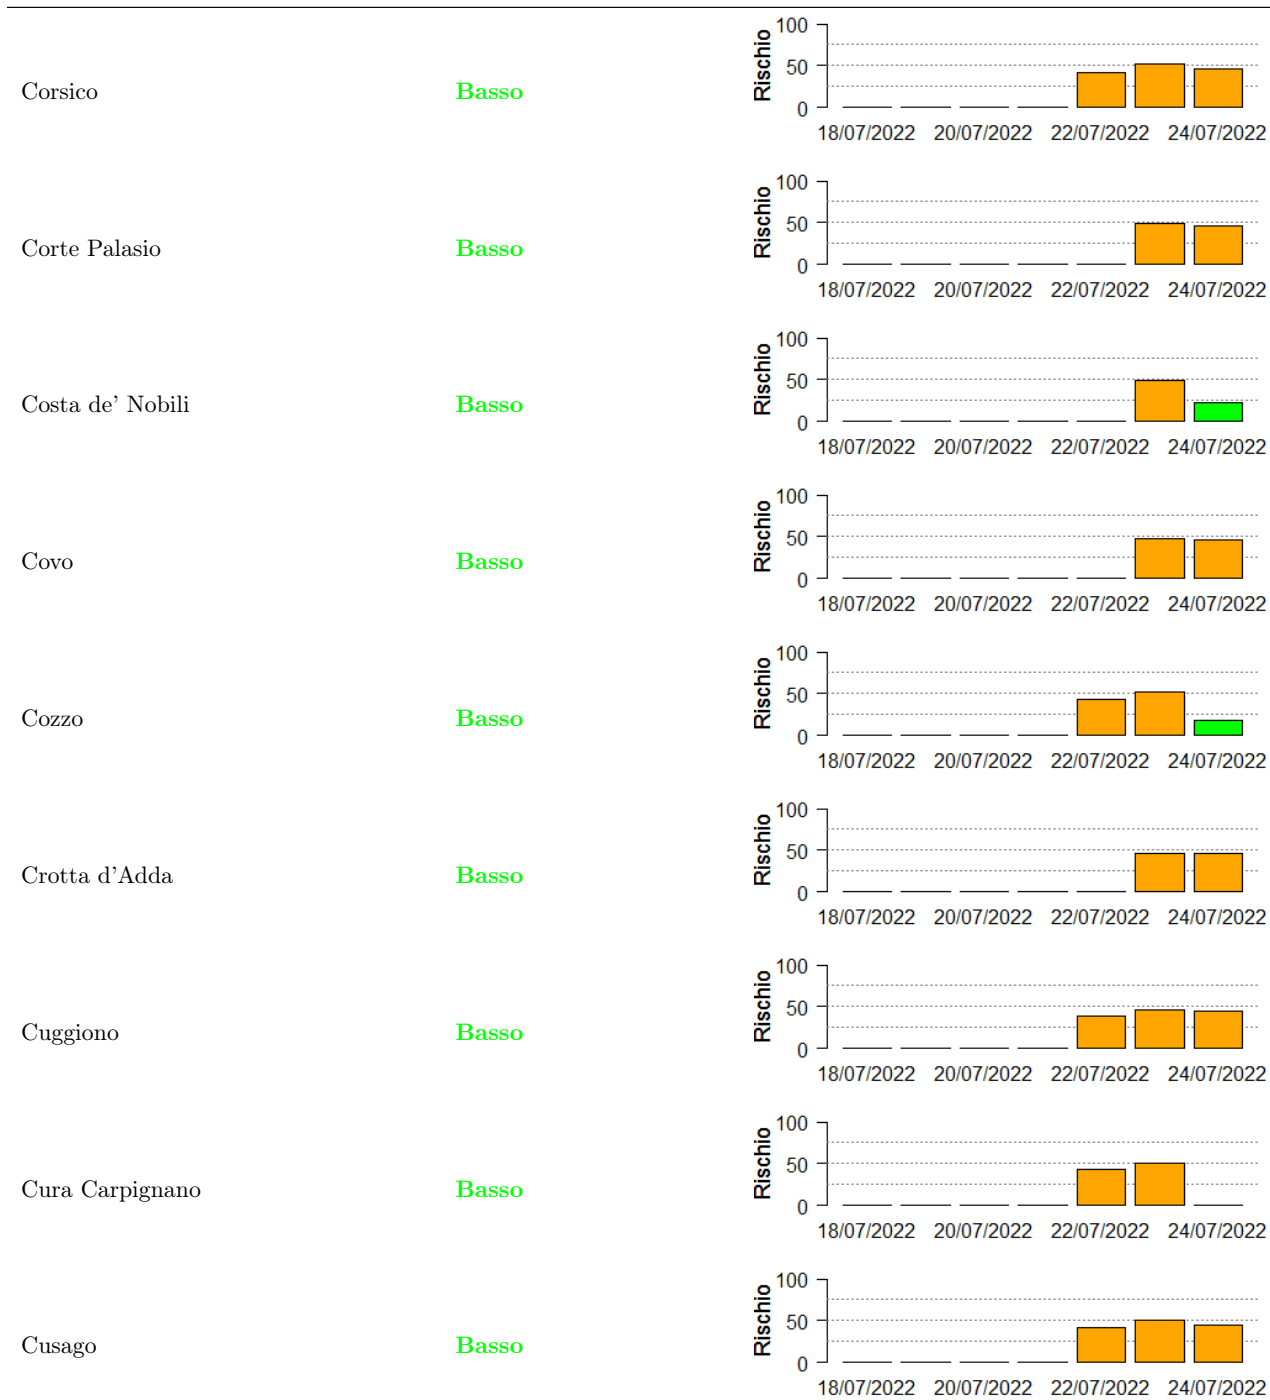 Corsico Basso
Rischio
100
50
0
18/07/2022 20/07/2022 22/07/2022 24/07/2022
Corte Palasio Basso
Rischio
100
50
0
18/07/2022 20/07/2022 22/07/2022 24/07/2022
Costa de’ Nobili Basso
Rischio
100
50
0
18/07/2022 20/07/2022 22/07/2022 24/07/2022
Covo Basso
Rischio
100
50
0
18/07/2022 20/07/2022 22/07/2022 24/07/2022
Cozzo Basso
Rischio
100
50
0
18/07/2022 20/07/2022 22/07/2022 24/07/2022
Crotta d’Adda Basso
Rischio
100
50
0
18/07/2022 20/07/2022 22/07/2022 24/07/2022
Cuggiono Basso
Rischio
100
50
0
18/07/2022 20/07/2022 22/07/2022 24/07/2022
Cura Carpignano Basso
Rischio
100
50
0
18/07/2022 20/07/2022 22/07/2022 24/07/2022
Cusago Basso
Rischio
100
50
0
18/07/2022 20/07/2022 22/07/2022 24/07/2022